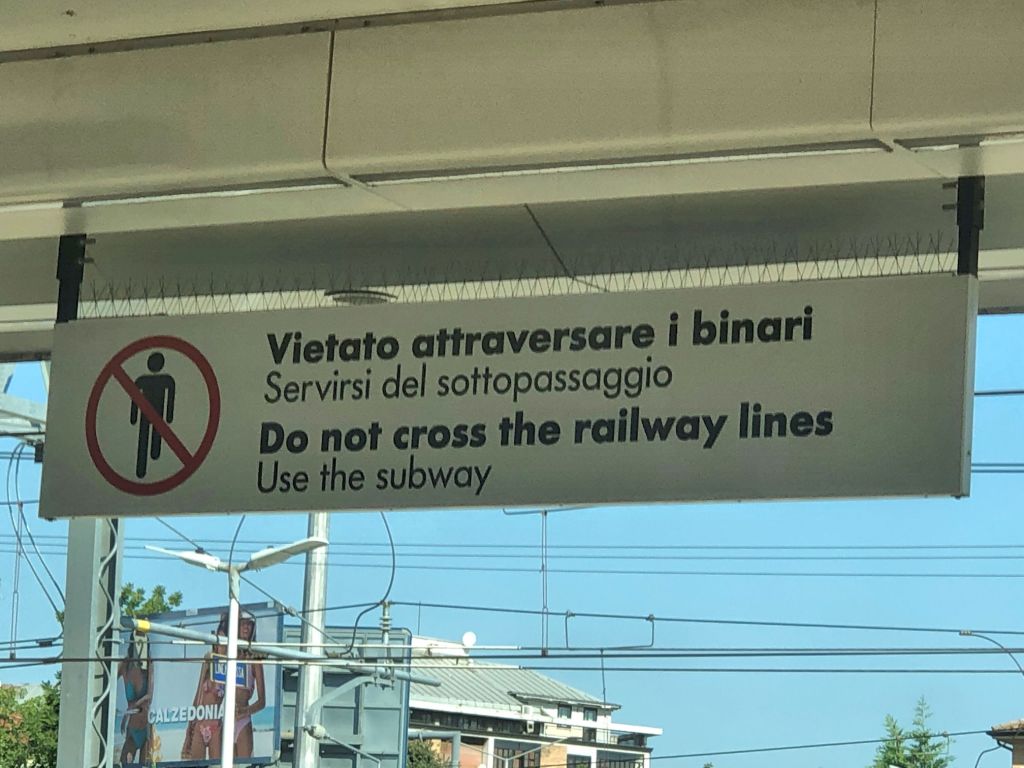 Vietato attraversare i binari
Servirsi del sottopassaggio
Do not cross the railway lines
Use the subway
CALZEDONIA